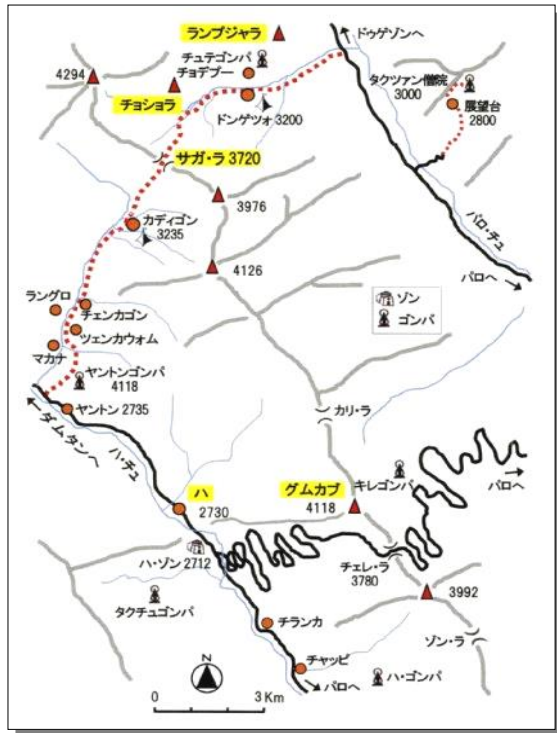 ランプジャラ
ドゥゲゾンへ
チュテゴンパ
チョデプー
4294
タクツァン僧院
3000
展望台
2800
チョショラ
ドンゲツォ 3200
サガ・ラ 3720
3976
カディゴン
3235
パロ・チュ
4126
パロへ
ゾン
ゴンパ
ラングロ
チェンカゴン
ツェンカウォム
マカナ
ヤントンゴンパ
4118
ヤントン 2735
ダムタンへ
ハ・チュ
カリ・ラ
ハ
2730
グムカブ
4118
キレゴンパ
パロへ
ハ・ゾン 2712
チェレ・ラ
3780
3992
タクチュゴンパ
チランカ
ゾン・ラ
チャッビ
パロへ
ハ・ゴンパ
N
0 3 Km